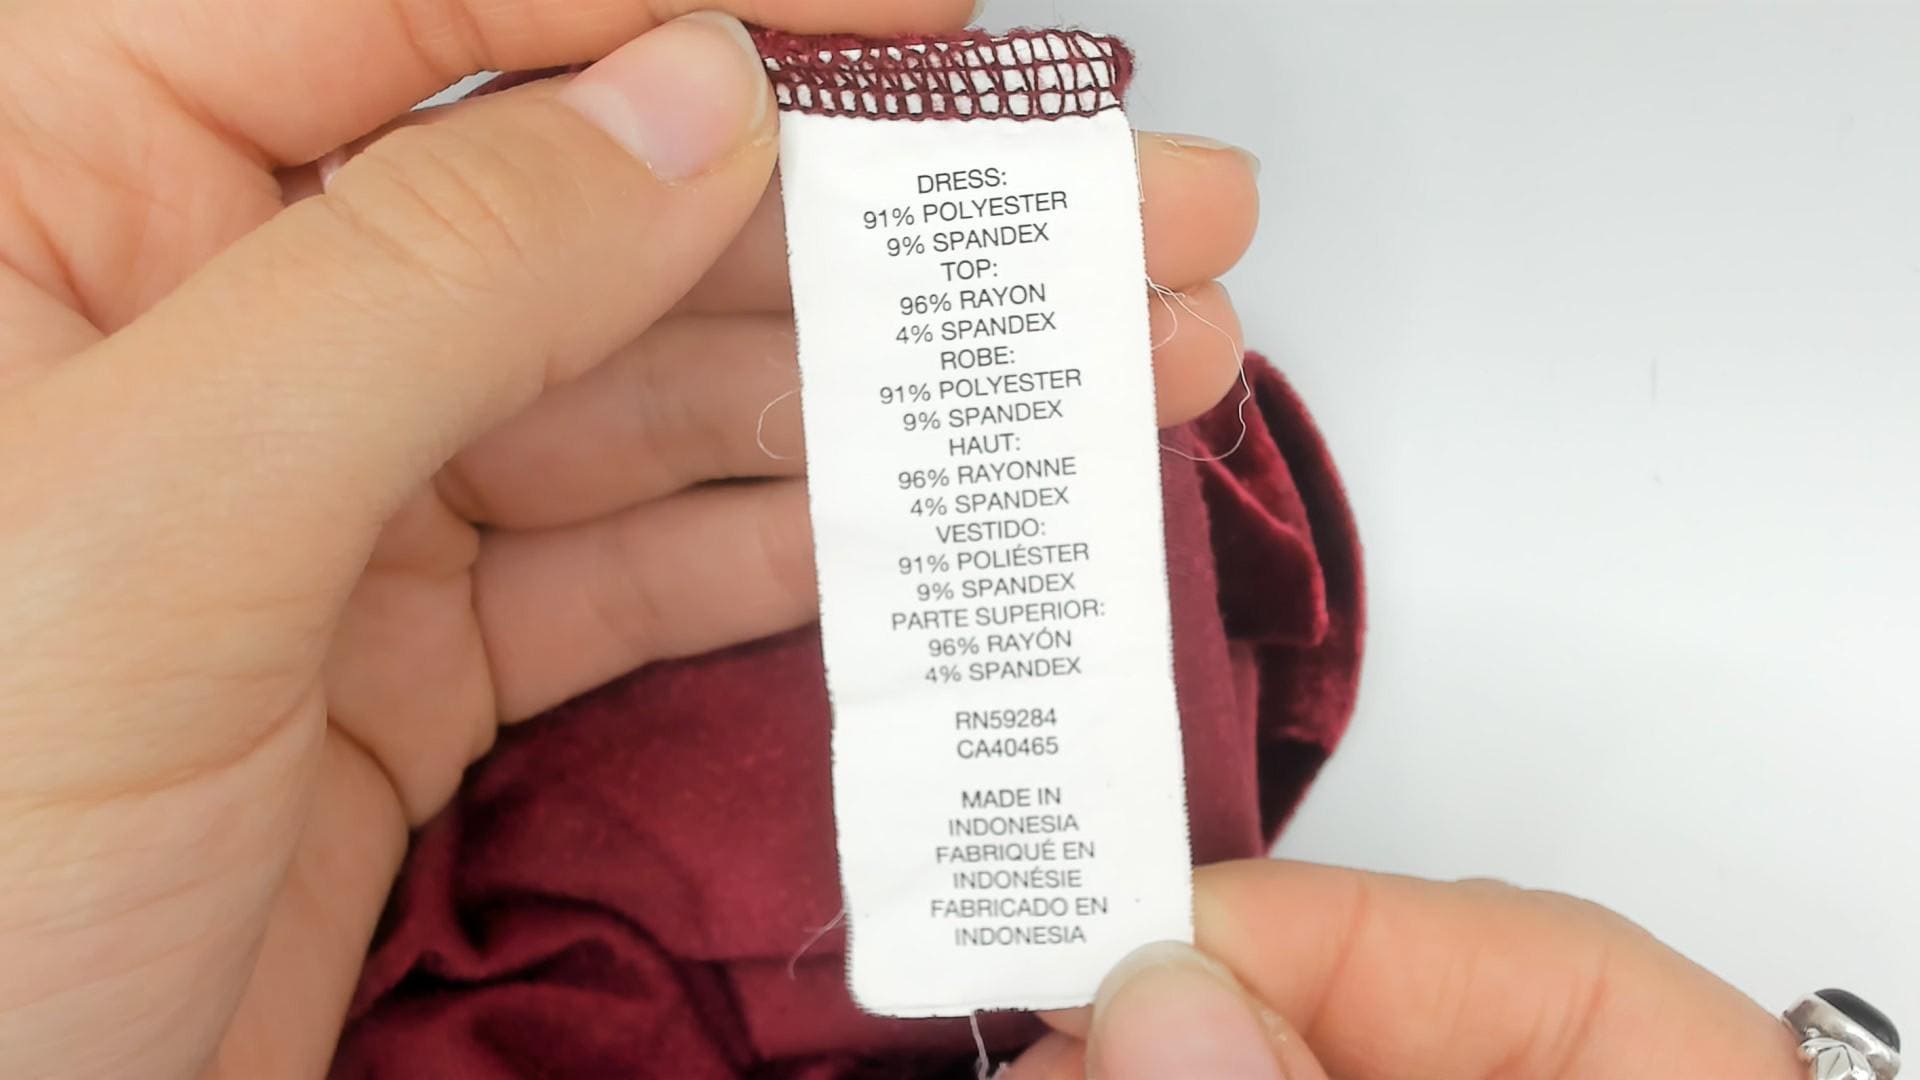 DRESS:
91% POLYESTER
9% SPANDEX
TOP:
96% RAYON
4% SPANDEX
ROBE:
91% POLYESTER
9% SPANDEX
HAUT:
96% RAYONNE
4% SPANDEX
VESTIDO:
91% POLIÉSTER
9% SPANDEX
PARTE SUPERIOR:
96% RAYÓN
4% SPANDEX
RN59284
CA40465
MADE IN
INDONESIA
FABRIQUÉ EN
INDONÉSIE
FABRICADO EN
INDONESIA